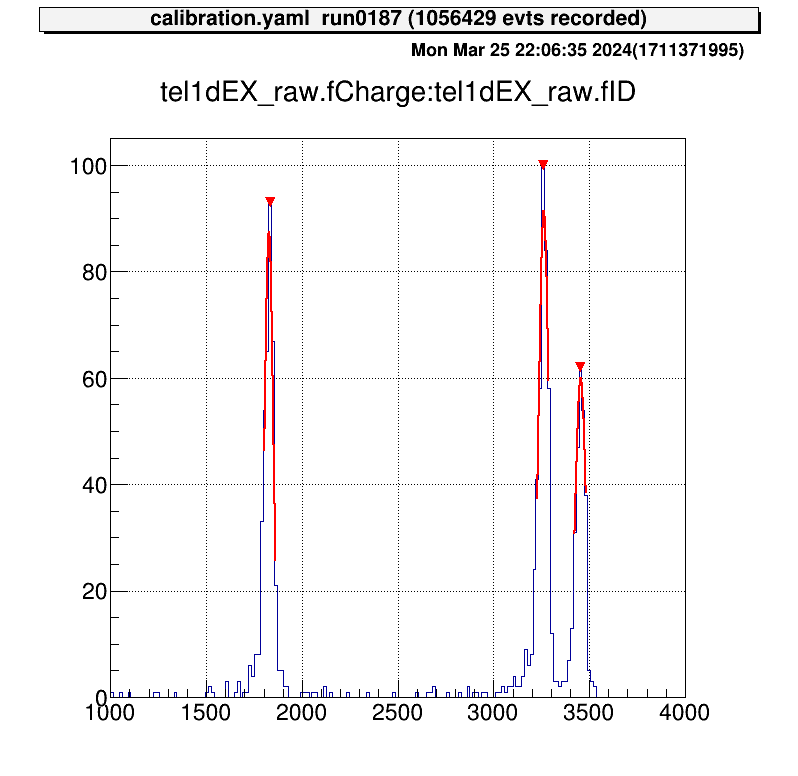 calibration.yaml run0187 (1056429 evts recorded)
Mon Mar 25 22:06:35 2024(1711371995)
tel1dEX_raw.fCharge:tel1dEX_raw.fID
100
80
60
40
20
0
1000 1500 2000 2500 3000 3500 4000